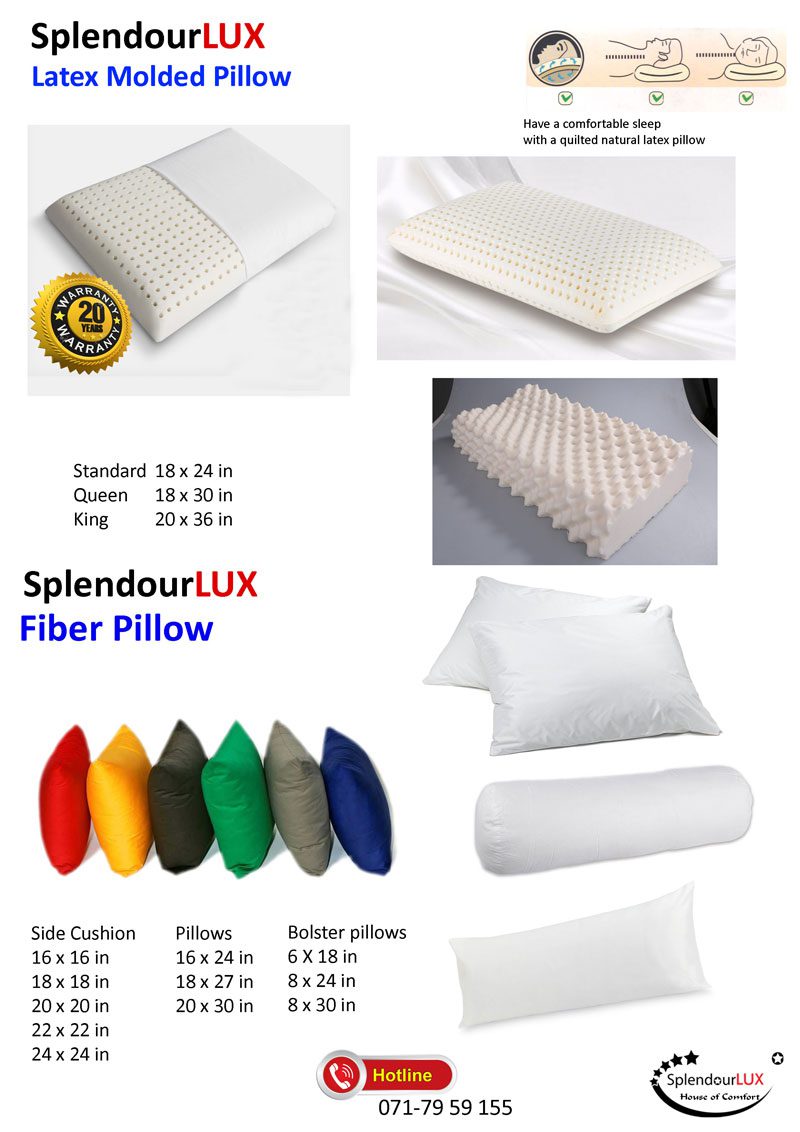 SplendourLUX
Latex Molded Pillow
Have a comfortable sleep
with a quilted natural latex pillow
WARRANTY
20
YEARS
WARRANTY
Standard 18 x 24 in
Queen 18 x 30 in
King 20 x 36 in
SplendourLUX
Fiber Pillow
Side Cushion
16 x 16 in
18 x 18 in
20 x 20 in
22 x 22 in
24 x 24 in
Pillows
16 x 24 in
18 x 27 in
20 x 30 in
Bolster pillows
6 X 18 in
8 x 24 in
8 x 30 in
Hotline
071-79 59 155
SplendourLUX
House of Comfort